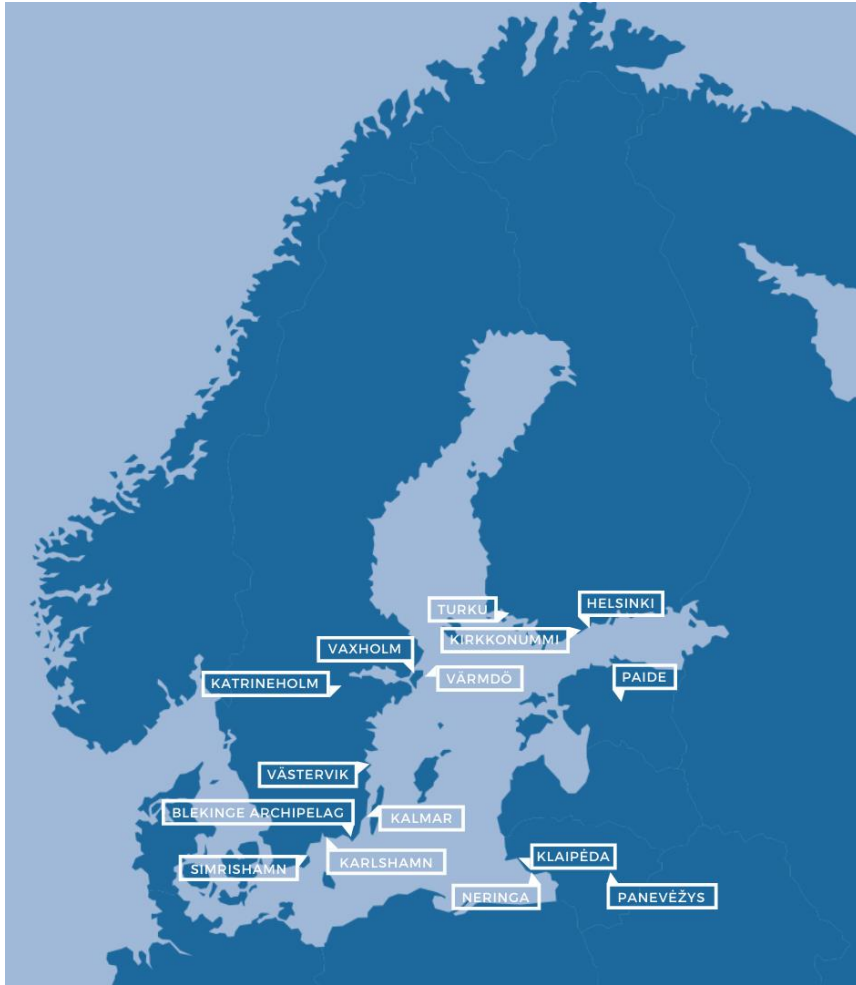 HELSINKI
TURKU
KIRKKONUMMI
VAXHOLM
VÄRMDÖ
PAIDE
KATRINEHOLM
VÄSTERVIK
BLEKINGE ARCHIPELAG
KALMAR
KLAIPĖDA
KARLSHAMN
SIMRISHAMN
NERINGA
PANEVĖŽYS